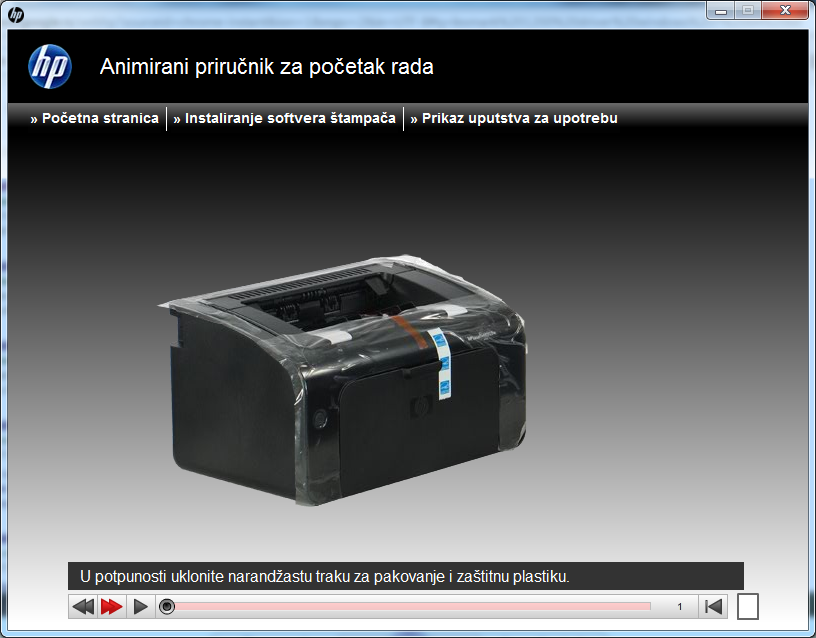 hp
hp
Animirani priručnik za početak rada
» Početna stranica
» Instaliranje softvera štampača
» Prikaz uputstva za upotrebu
U potpunosti uklonite narandžastu traku za pakovanje i zaštitnu plastiku.
1